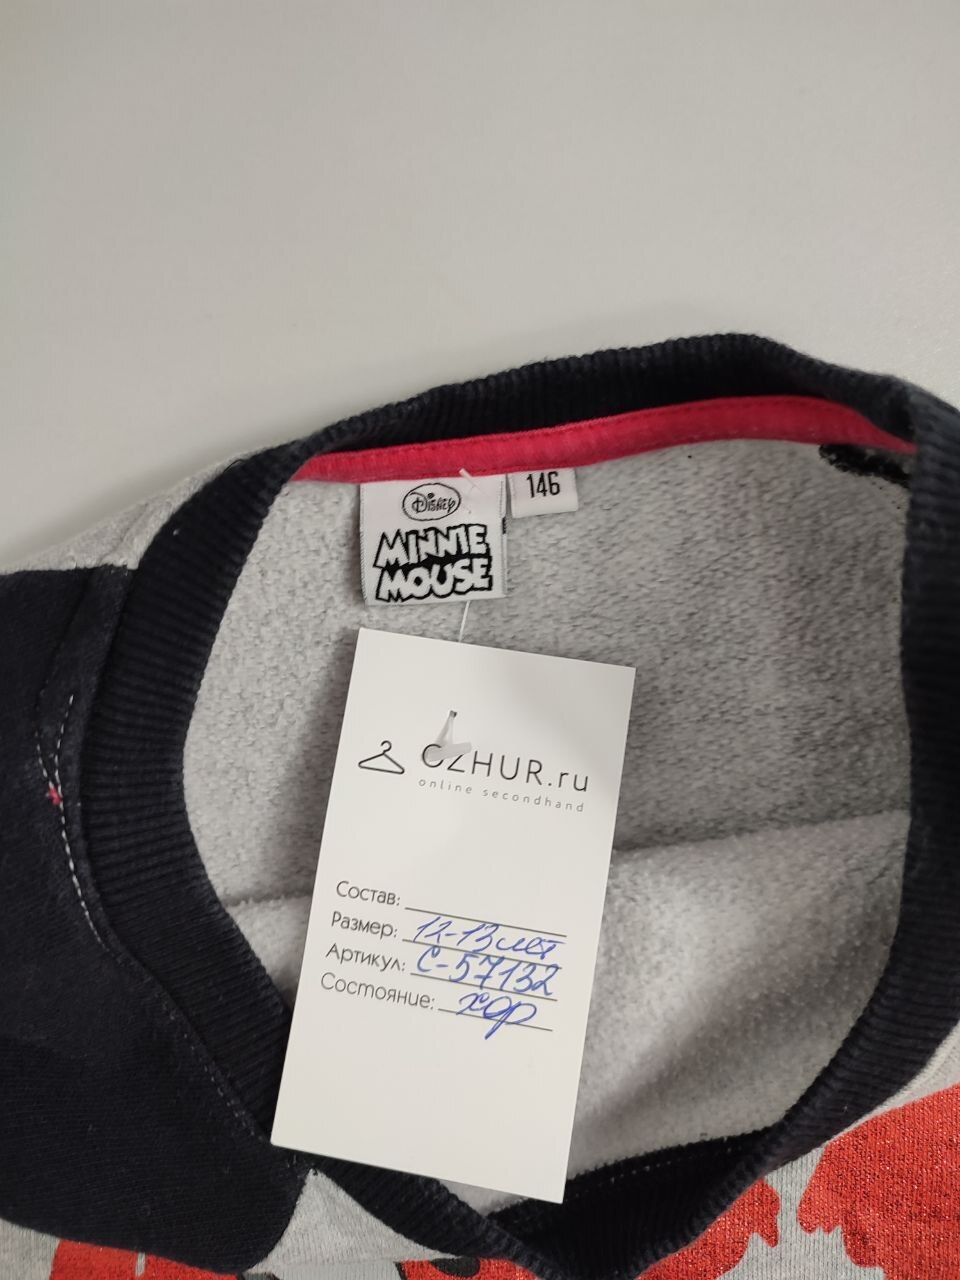 Disney
146
MINNIE
MOUSE
OZHUR.ru
online secondhand
Состав:
Размер: 12-13 лет
Артикул: С-57132
Состояние: хор